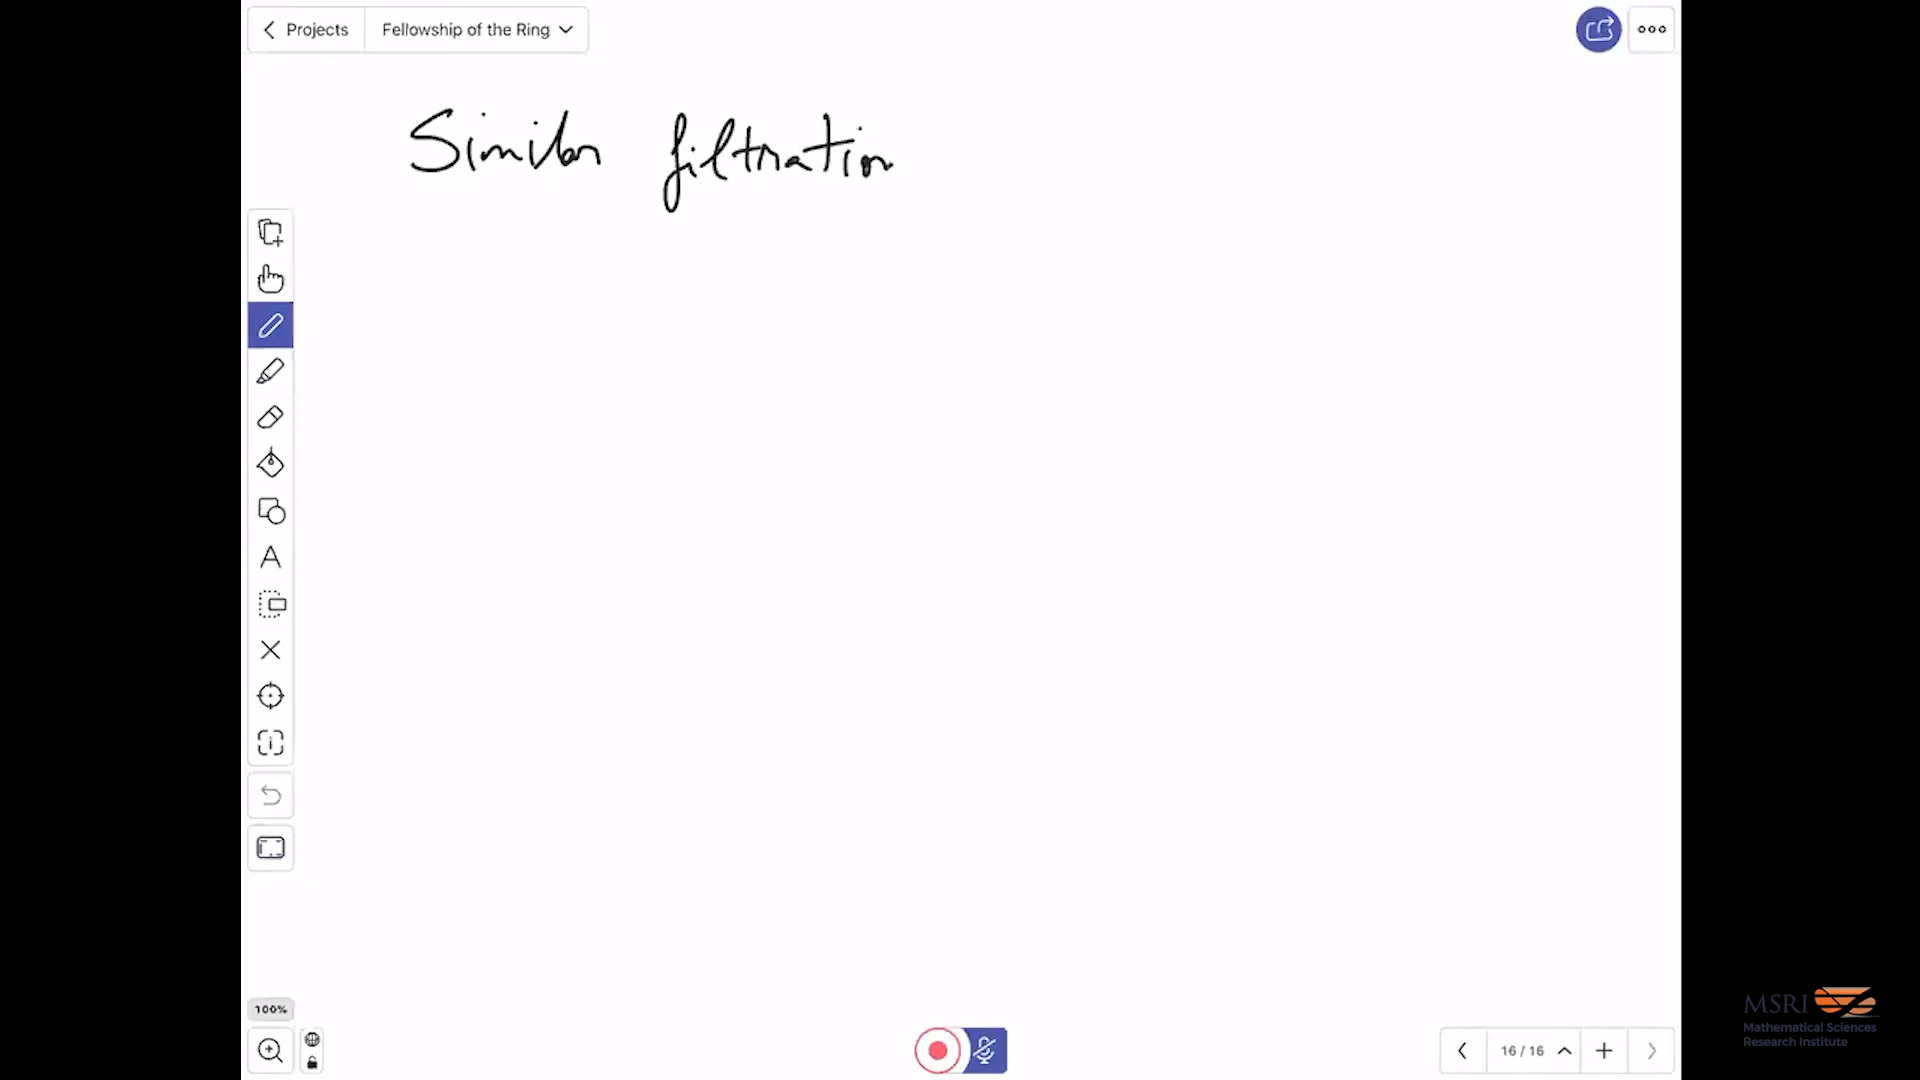 Projects
Fellowship of the Ring
Similar filtration
A
100%
16 / 16
MSRI
Mathematical Sciences
Research Institute